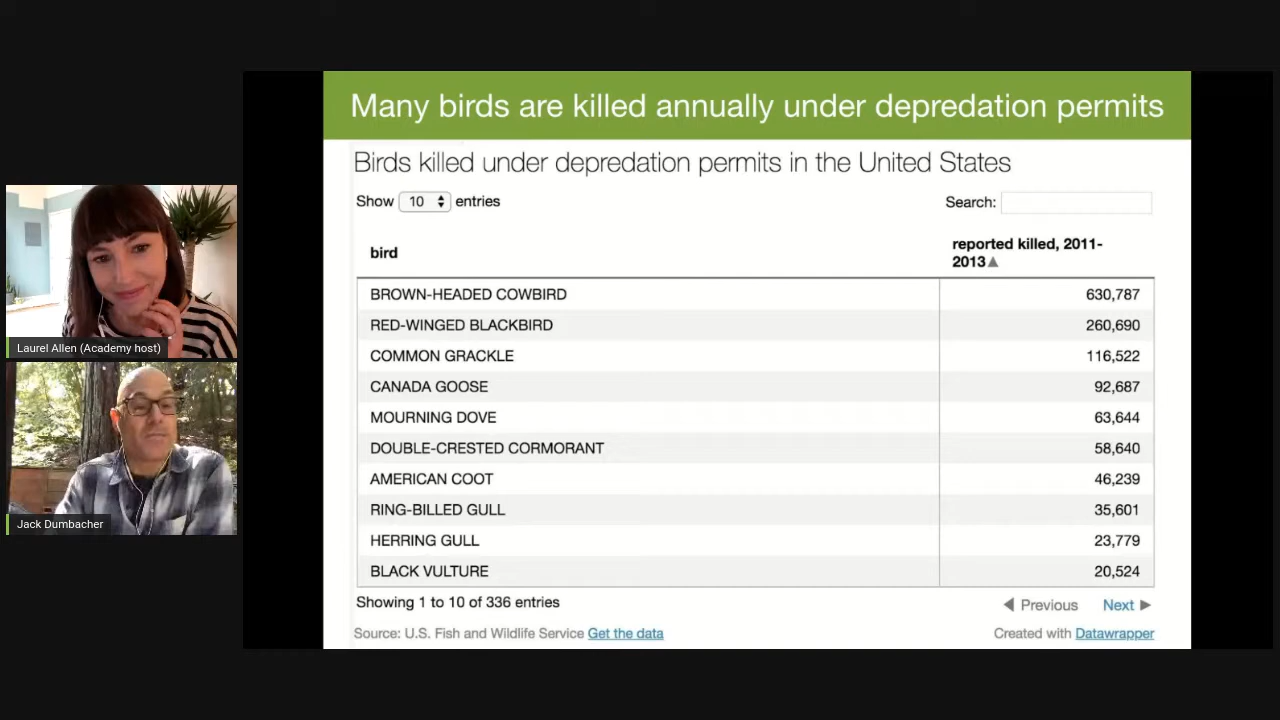 Many birds are killed annually under depredation permits
Birds killed under depredation permits in the United States
Show 10 entries
Search:
bird
reported killed, 2011-
2013▲
BROWN-HEADED COWBIRD 630,787
RED-WINGED BLACKBIRD 260,690
COMMON GRACKLE 116,522
CANADA GOOSE 92,687
MOURNING DOVE 63,644
DOUBLE-CRESTED CORMORANT 58,640
AMERICAN COOT 46,239
RING-BILLED GULL 35,601
HERRING GULL 23,779
BLACK VULTURE 20,524
Showing 1 to 10 of 336 entries
◀ Previous Next ▶
Source: U.S. Fish and Wildlife Service Get the data
Created with Datawrapper
Laurel Allen (Academy host)
Jack Dumbacher